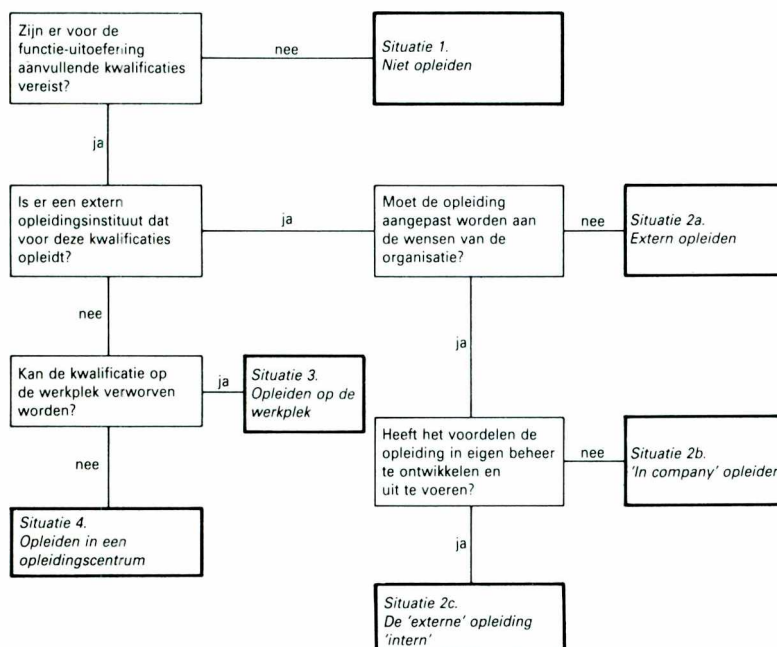 Zijn er voor de
functie-uitoefening
aanvullende kwalificaties
vereist?
nee
Situatie 1.
Niet opleiden
ja
Is er een extern
opleidingsinstituut dat
voor deze kwalificaties
opleidt?
ja
Moet de opleiding
aangepast worden aan
de wensen van de
organisatie?
nee
Situatie 2a.
Extern opleiden
nee
ja
Kan de kwalificatie op
de werkplek verworven
worden?
ja
Situatie 3.
Opleiden op de
werkplek
Heeft het voordelen de
opleiding in eigen beheer
te ontwikkelen en
uit te voeren?
nee
Situatie 2b.
'In company' opleiden
nee
Situatie 4.
Opleiden in een
opleidingscentrum
ja
Situatie 2c.
De 'externe' opleiding
'intern'